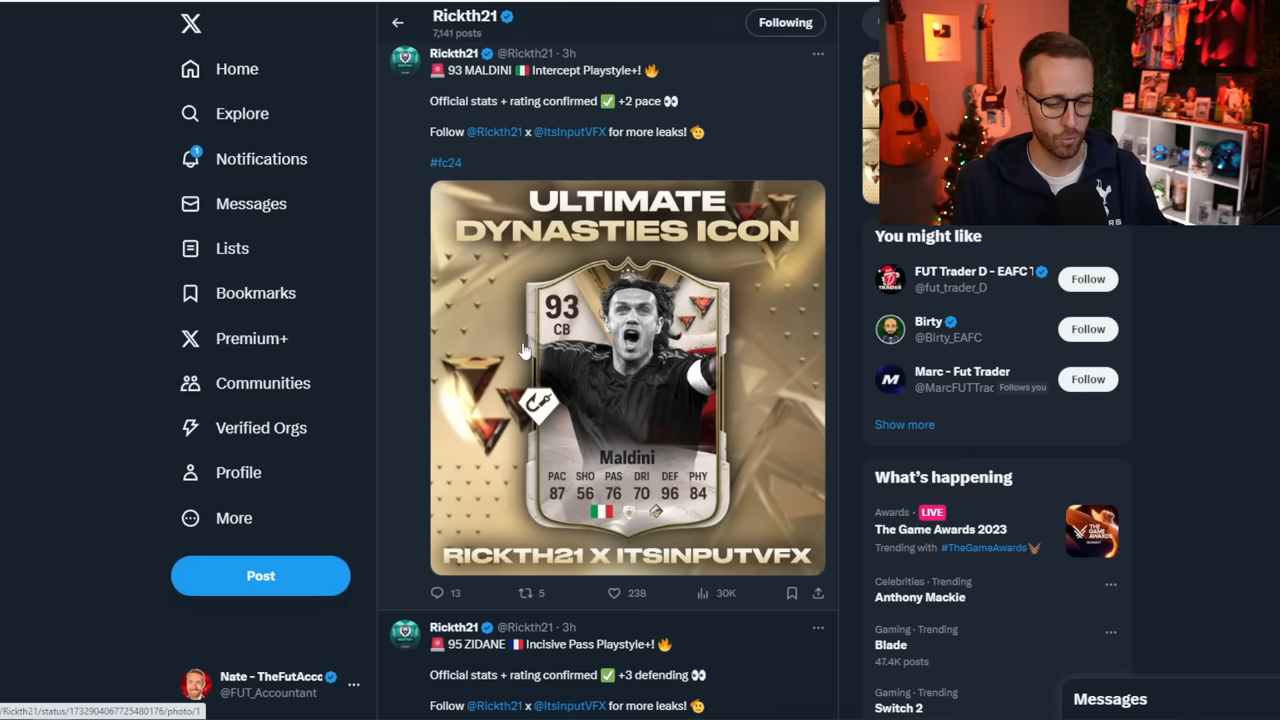 Home
Explore
1
Notifications
Messages
Lists
Bookmarks
Premium+
Communities
Verified Orgs
Profile
More
Post
Nate - TheFutAcc
@FUT_Accountant
/Rickth21/status/1732904067725480176/photo/1
Rickth21
7,141 posts
Following
Rickth21 @Rickth21 · 3h
🚨 93 MALDINI 🇮🇹 Intercept Playstyle+! 🔥
Official stats + rating confirmed ✅ +2 pace 👀
Follow @Rickth21 x @ItsInputVFX for more leaks! 🫡
#fc24
ULTIMATE
DYNASTIES ICON
93
CB
Maldini
PAC SHO PAS DRI DEF PHY
87 56 76 70 96 84
RICKTH21 X ITSINPUTVFX
13 5 238 30K
Rickth21 @Rickth21 · 3h
🚨 95 ZIDANE 🇫🇷 Incisive Pass Playstyle+! 🔥
Official stats + rating confirmed ✅ +3 defending 👀
Follow @Rickth21 x @ItsInputVFX for more leaks! 🫡
You might like
FUT Trader D - EAFC
@fut_trader_D
Follow
Birty
@BIrty_EAFC
Follow
Marc - Fut Trader
@MarcFUTTrac Follows you
Follow
Show more
What's happening
Awards · LIVE
The Game Awards 2023
Trending with #TheGameAwards
THE GAME AWARDS
Celebrities · Trending
Anthony Mackie
Gaming · Trending
Blade
47.4K posts
Gaming · Trending
Switch 2
Messages